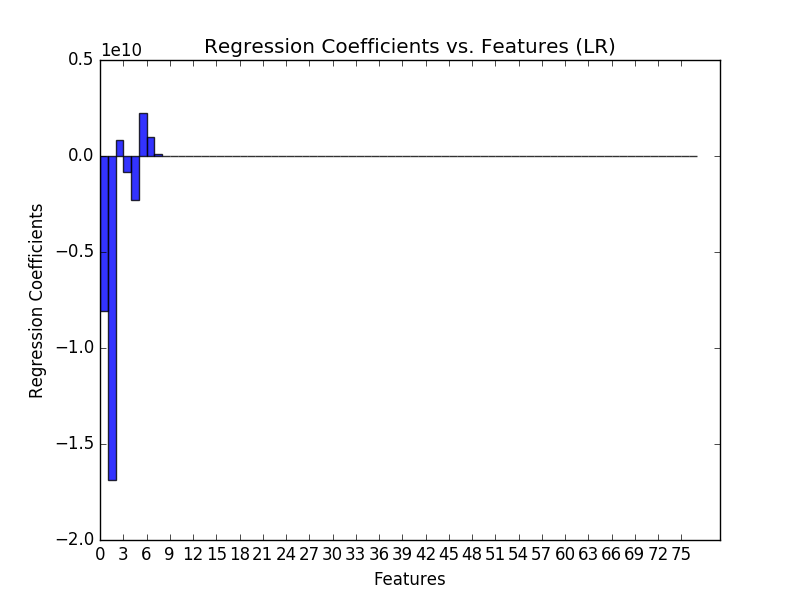 Regression Coefficients vs. Features (LR)
1e10
0.5
0.0
−0.5
−1.0
−1.5
−2.0
Regression Coefficients
0 3 6 9 12 15 18 21 24 27 30 33 36 39 42 45 48 51 54 57 60 63 66 69 72 75
Features